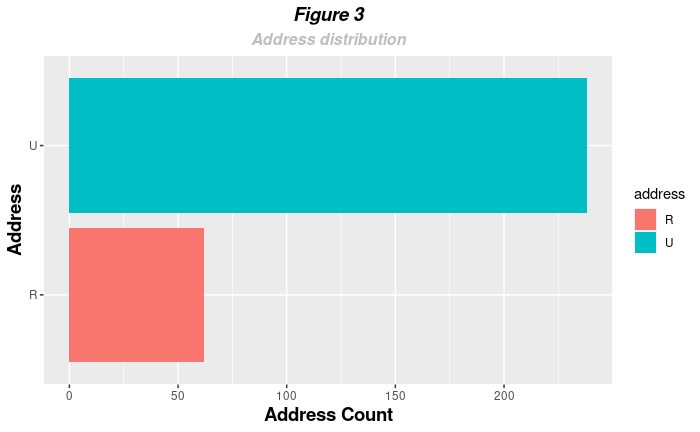 Figure 3
Address distribution
U
R
Address
0 50 100 150 200
Address Count
address
R
U